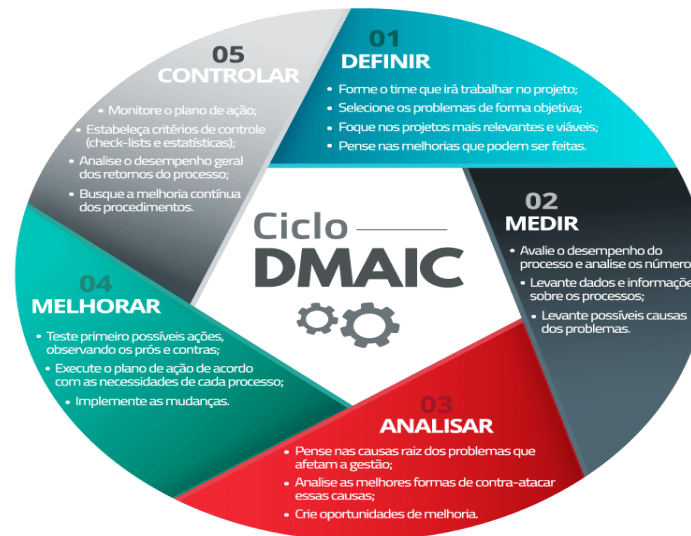 Ciclo
DMAIC
01
DEFINIR
• Forme o time que irá trabalhar no projeto;
• Selecione os problemas de forma objetiva;
• Foque nos projetos mais relevantes e viáveis;
• Pense nas melhorias que podem ser feitas.
02
MEDIR
• Avalie o desempenho do
processo e analise os número
• Levante dados e informaçõe
sobre os processos;
• Levante possíveis causas
dos problemas.
03
ANALISAR
• Pense nas causas raiz dos problemas que
afetam a gestão;
• Analise as melhores formas de contra-atacar
essas causas;
• Crie oportunidades de melhoria.
04
MELHORAR
• Teste primeiro possíveis ações,
observando os prós e contras;
• Execute o plano de ação de acordo
com as necessidades de cada processo;
• Implemente as mudanças.
05
CONTROLAR
• Monitore o plano de ação;
• Estabeleça critérios de controle
(check-lists e estatísticas);
• Analise o desempenho geral
dos retornos do processo;
• Busque a melhoria contínua
dos procedimentos.